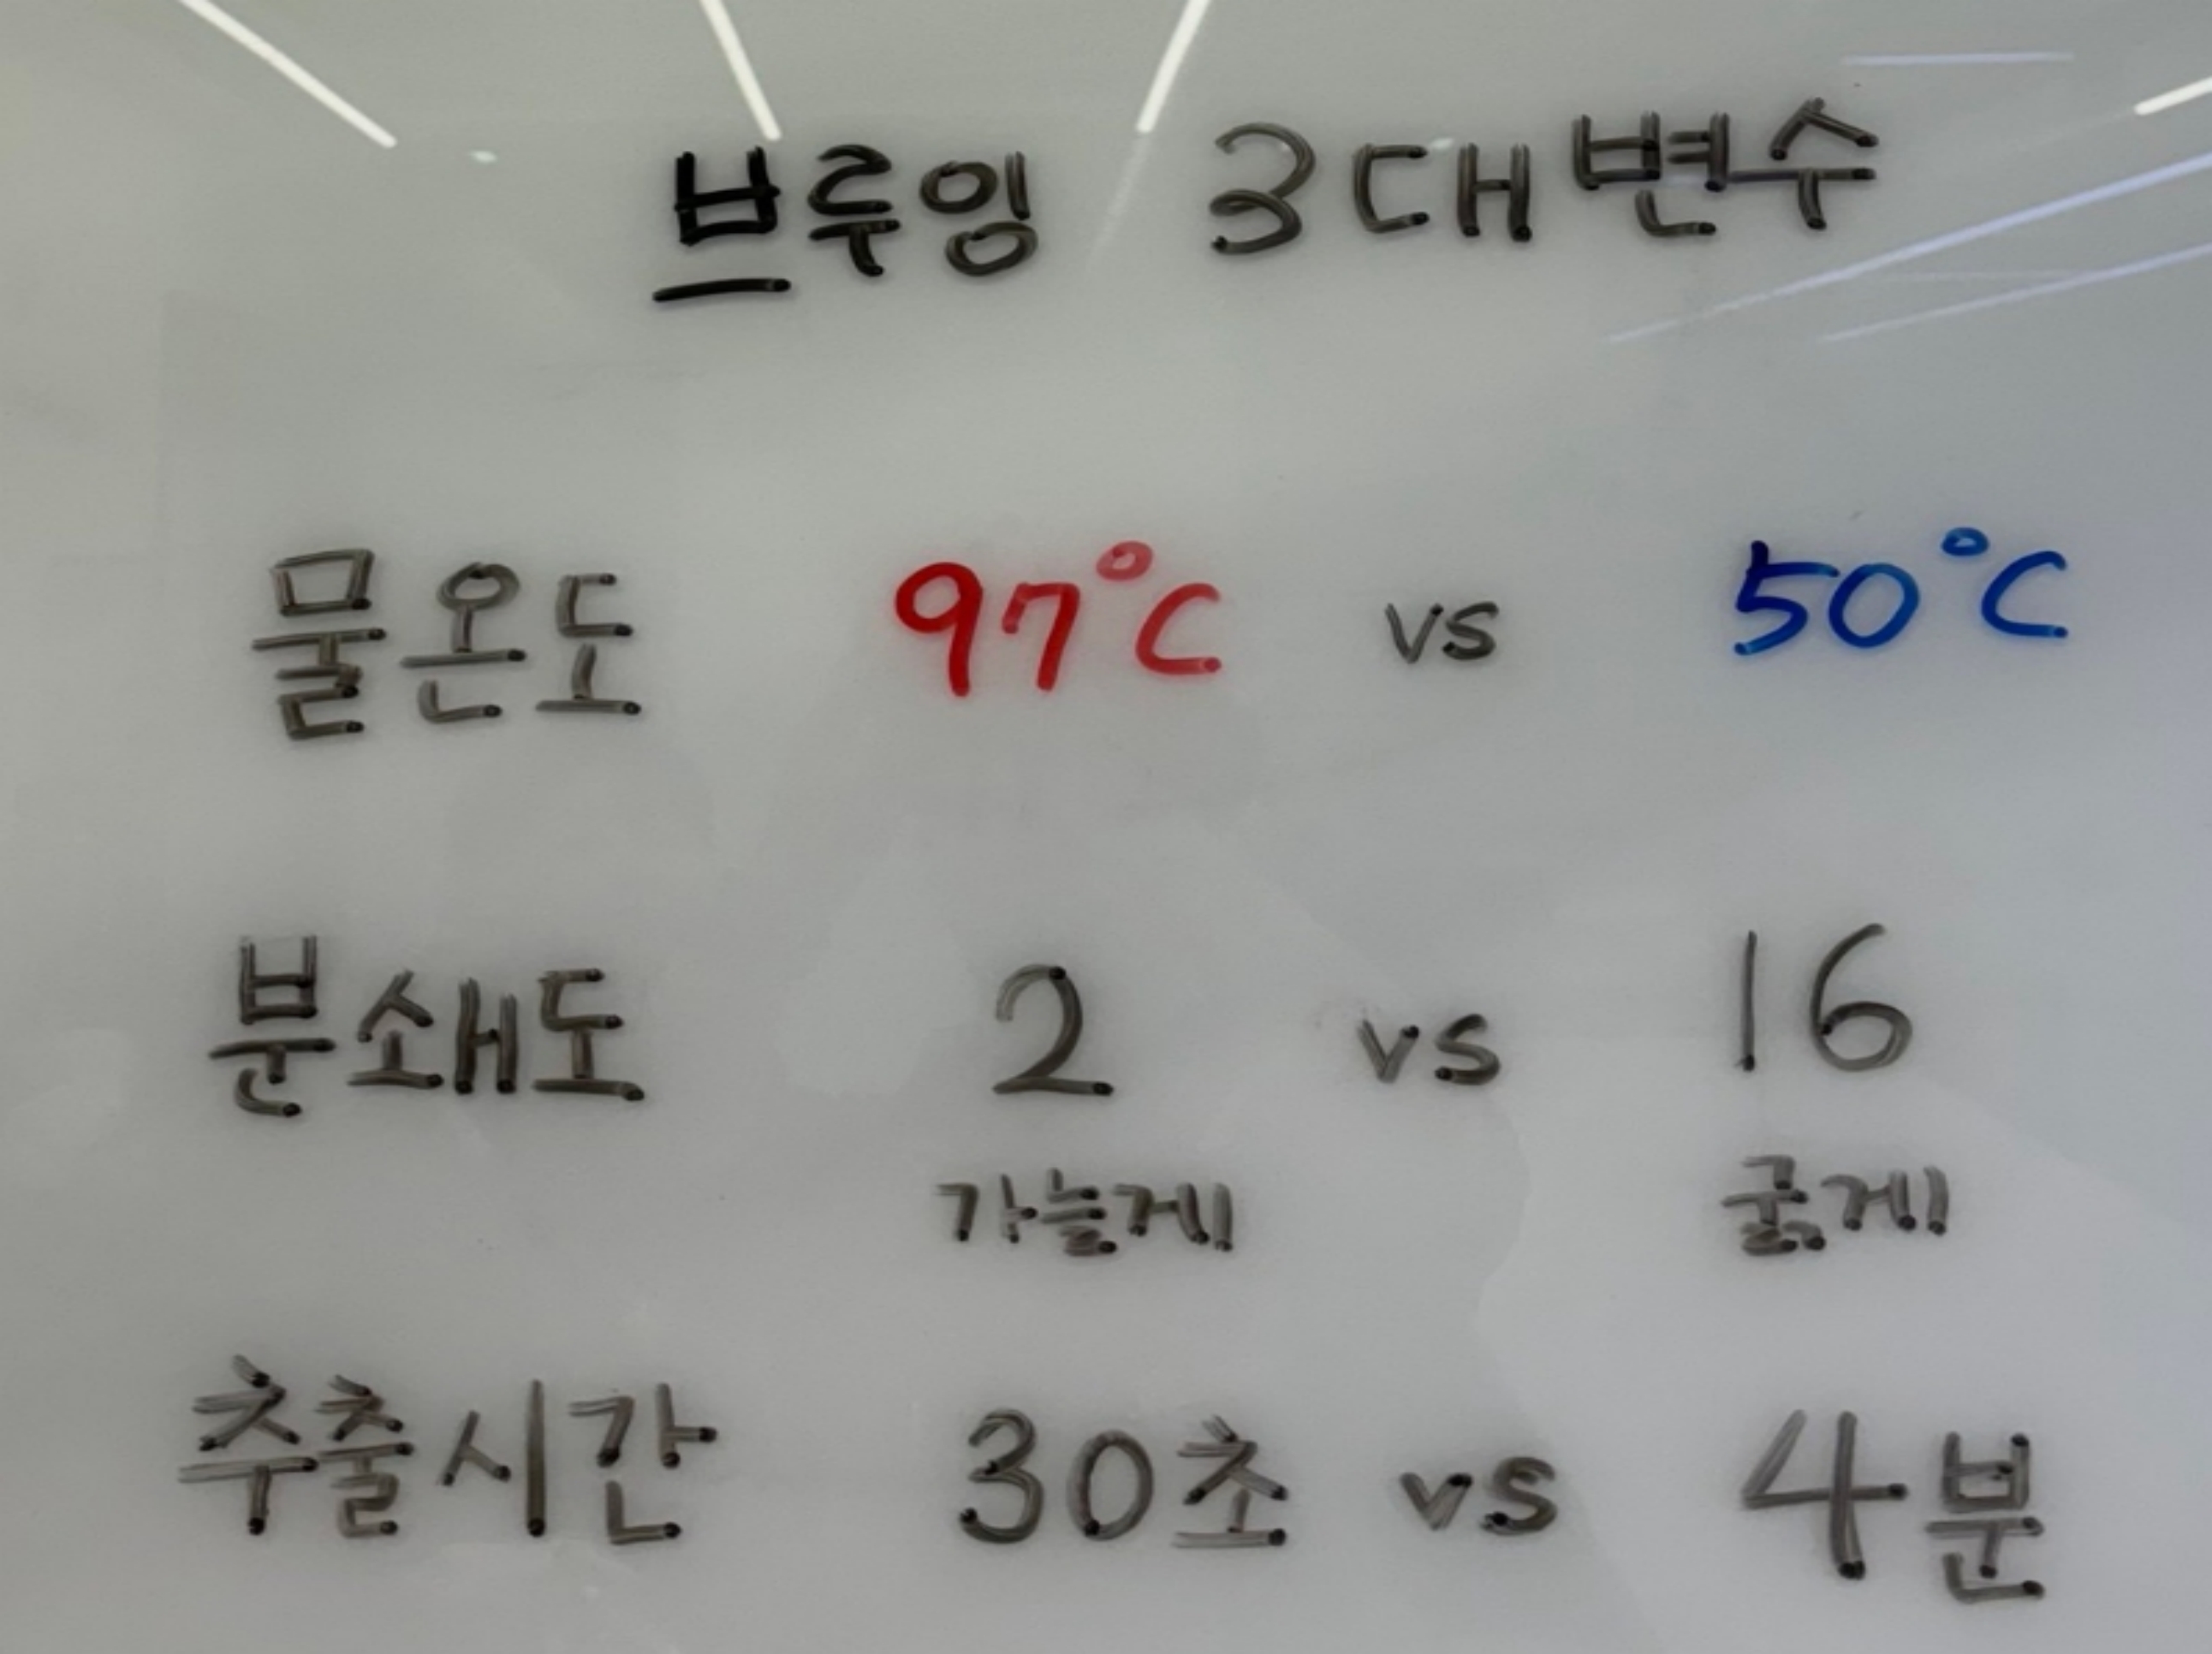 브루잉 3대변수
물온도 97°C vs 50°C
분쇄도 2 vs 16
가늘게 굵게
추출시간 30초 vs 4분